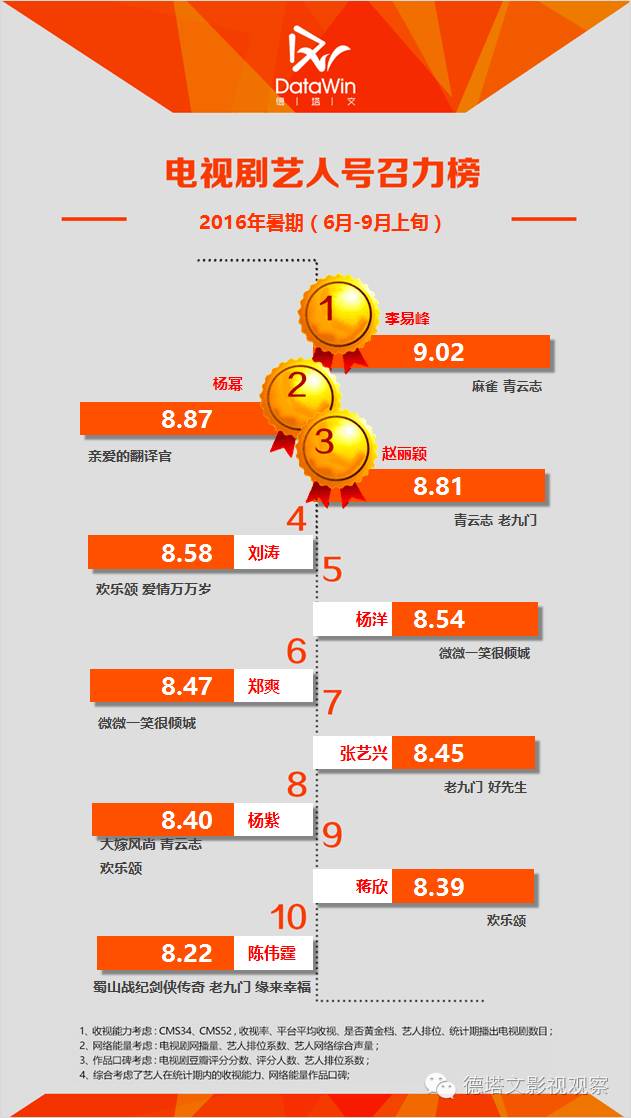 DataWin
德 | 塔 | 文
电视剧艺人号召力榜
2016年暑期（6月-9月上旬）
1
李易峰
9.02
麻雀 青云志
2
杨幂
8.87
亲爱的翻译官
3
赵丽颖
8.81
青云志 老九门
4
8.58 刘涛
欢乐颂 爱情万万岁
5
杨洋 8.54
微微一笑很倾城
6
8.47 郑爽
微微一笑很倾城
7
张艺兴 8.45
老九门 好先生
8
8.40 杨紫
大嫁风尚 青云志
欢乐颂
9
蒋欣 8.39
欢乐颂
10
8.22 陈伟霆
蜀山战纪剑侠传奇 老九门 缘来幸福
1、收视能力考虑：CMS34、CMS52，收视率、平台平均收视、是否黄金档、艺人排位、统计期播出电视剧数目；
2、网络能量考虑：电视剧网播量、艺人排位系数、艺人网络综合声量；
3、作品口碑考虑：电视剧豆瓣评分分数、评分人数、艺人排位系数；
4、综合考虑了艺人在统计期内的收视能力、网络能量作品口碑;
德塔文影视观察